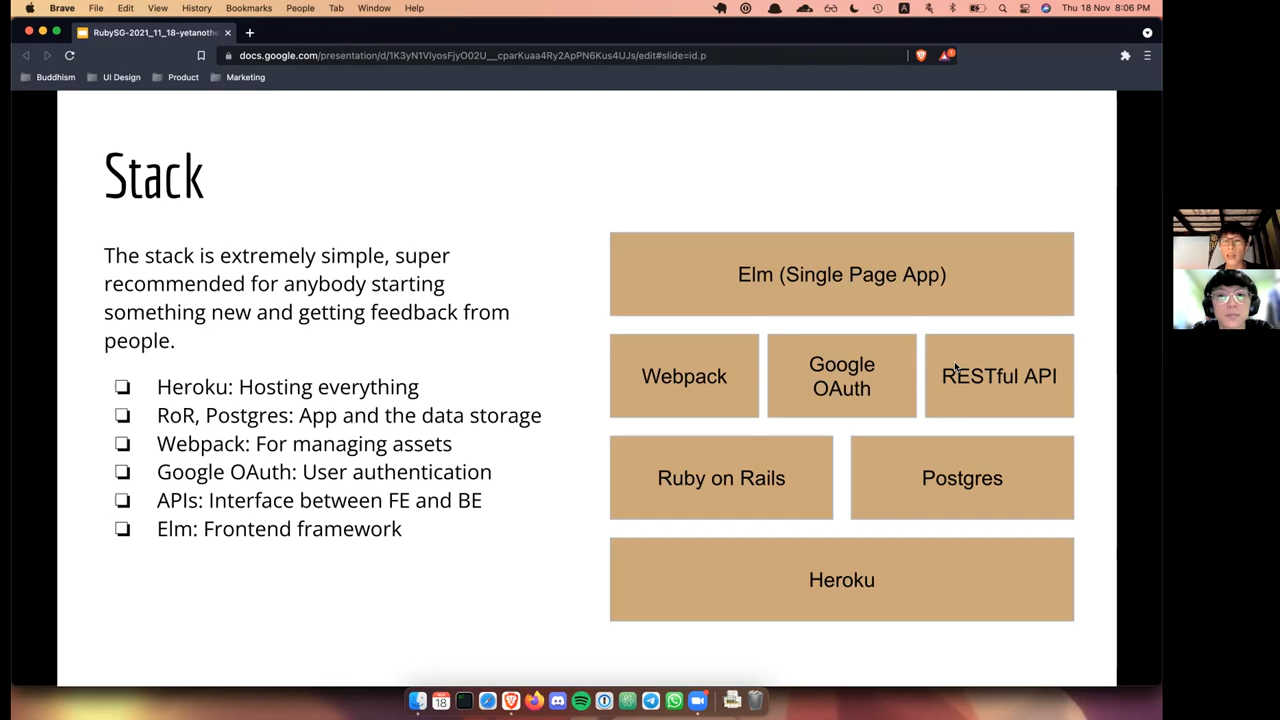 Brave File Edit View History Bookmarks People Tab Window Help
A
Thu 18 Nov 8:06 PM
RubySG-2021_11_18-yetanothe
docs.google.com/presentation/d/1K3yN1VlyosFjyO02U__cparKuaa4Ry2ApPN6Kus4UJs/edit#slide=id.p
Buddhism UI Design Product Marketing
Stack
The stack is extremely simple, super
recommended for anybody starting
something new and getting feedback from
people.
❏ Heroku: Hosting everything
❏ RoR, Postgres: App and the data storage
❏ Webpack: For managing assets
❏ Google OAuth: User authentication
❏ APIs: Interface between FE and BE
❏ Elm: Frontend framework
Elm (Single Page App)
Webpack
Google
OAuth
RESTful API
Ruby on Rails
Postgres
Heroku
18